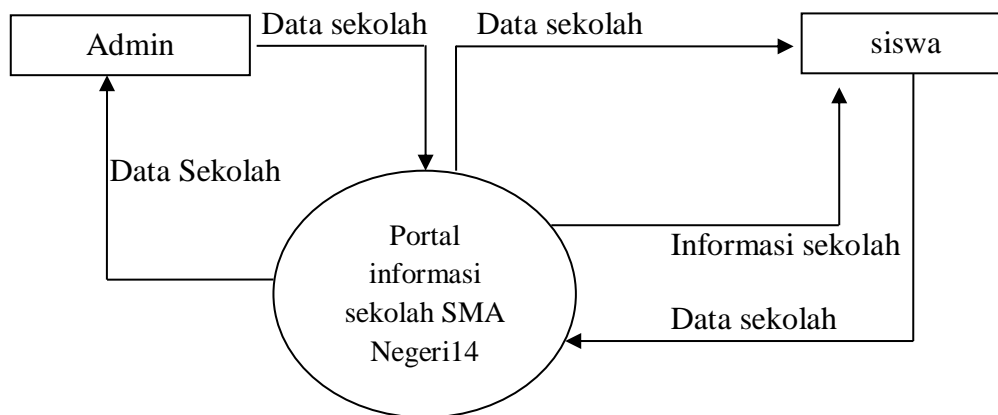 Data sekolah
Data sekolah
Admin
siswa
Data Sekolah
Portal
informasi
sekolah SMA
Negeri14
Informasi sekolah
Data sekolah